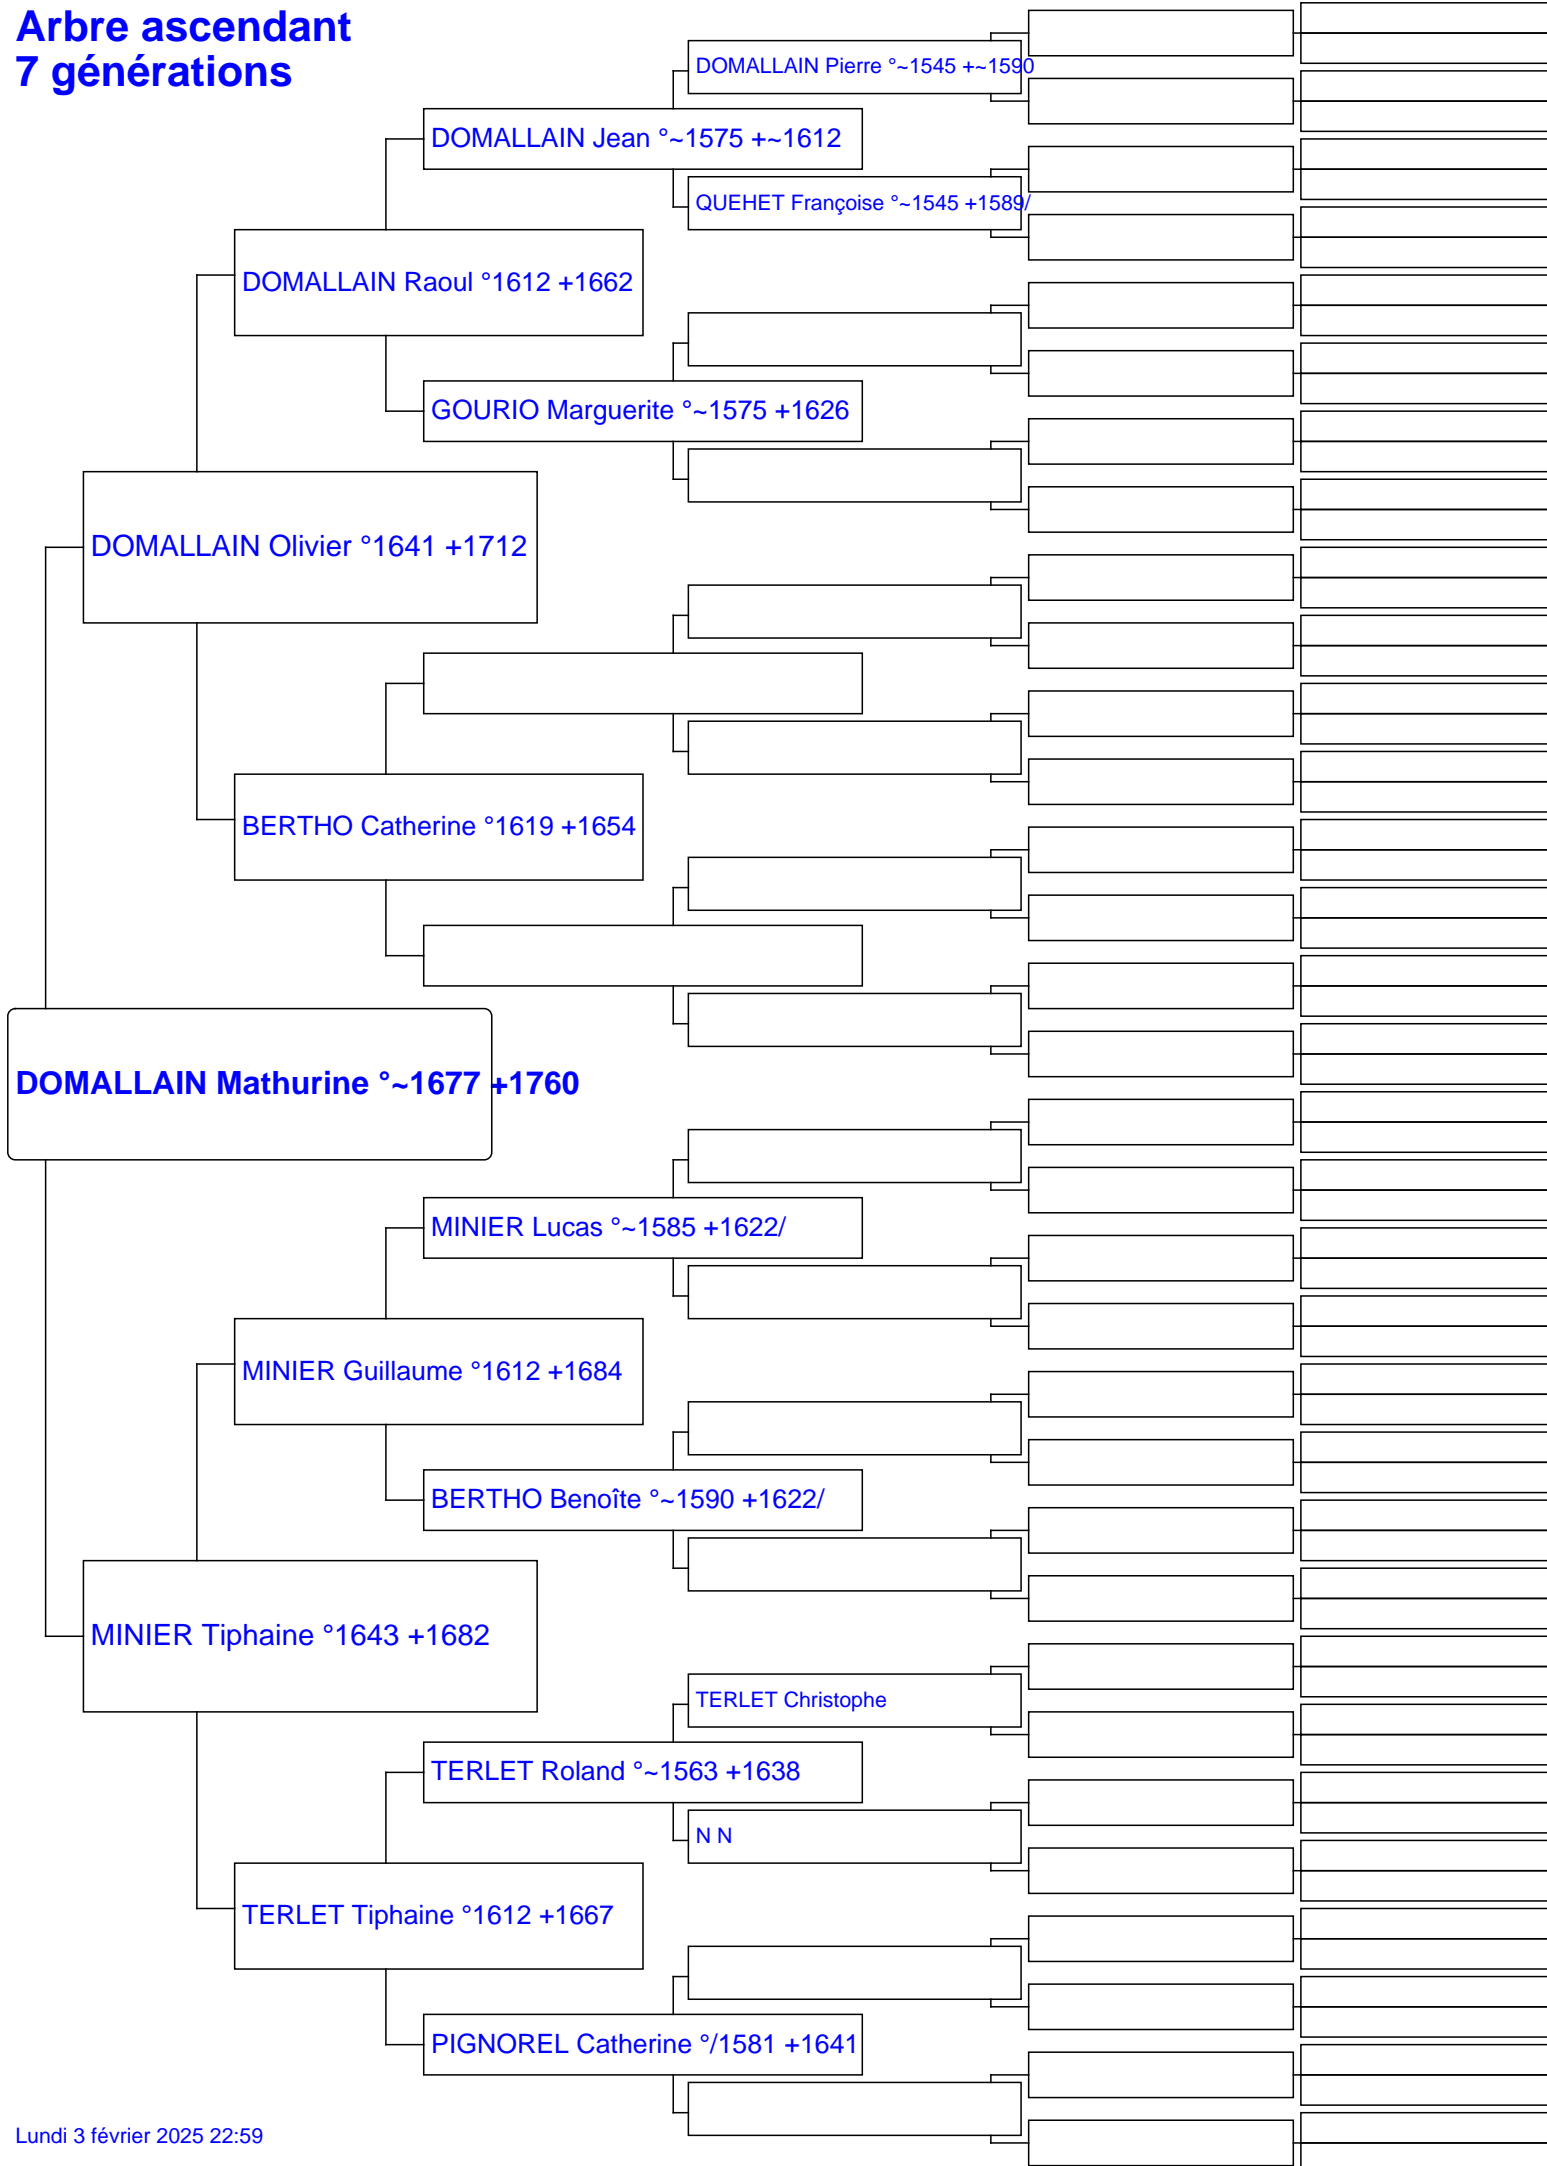 Arbre ascendant
7 générations
DOMALLAIN Pierre °~1545 +~1590
DOMALLAIN Jean °~1575 +~1612
QUEHET Françoise °~1545 +1589/
DOMALLAIN Raoul °1612 +1662
GOURIO Marguerite °~1575 +1626
DOMALLAIN Olivier °1641 +1712
BERTHO Catherine °1619 +1654
DOMALLAIN Mathurine °~1677 +1760
MINIER Lucas °~1585 +1622/
MINIER Guillaume °1612 +1684
BERTHO Benoîte °~1590 +1622/
MINIER Tiphaine °1643 +1682
TERLET Christophe
TERLET Roland °~1563 +1638
N N
TERLET Tiphaine °1612 +1667
PIGNOREL Catherine °/1581 +1641
Lundi 3 février 2025 22:59